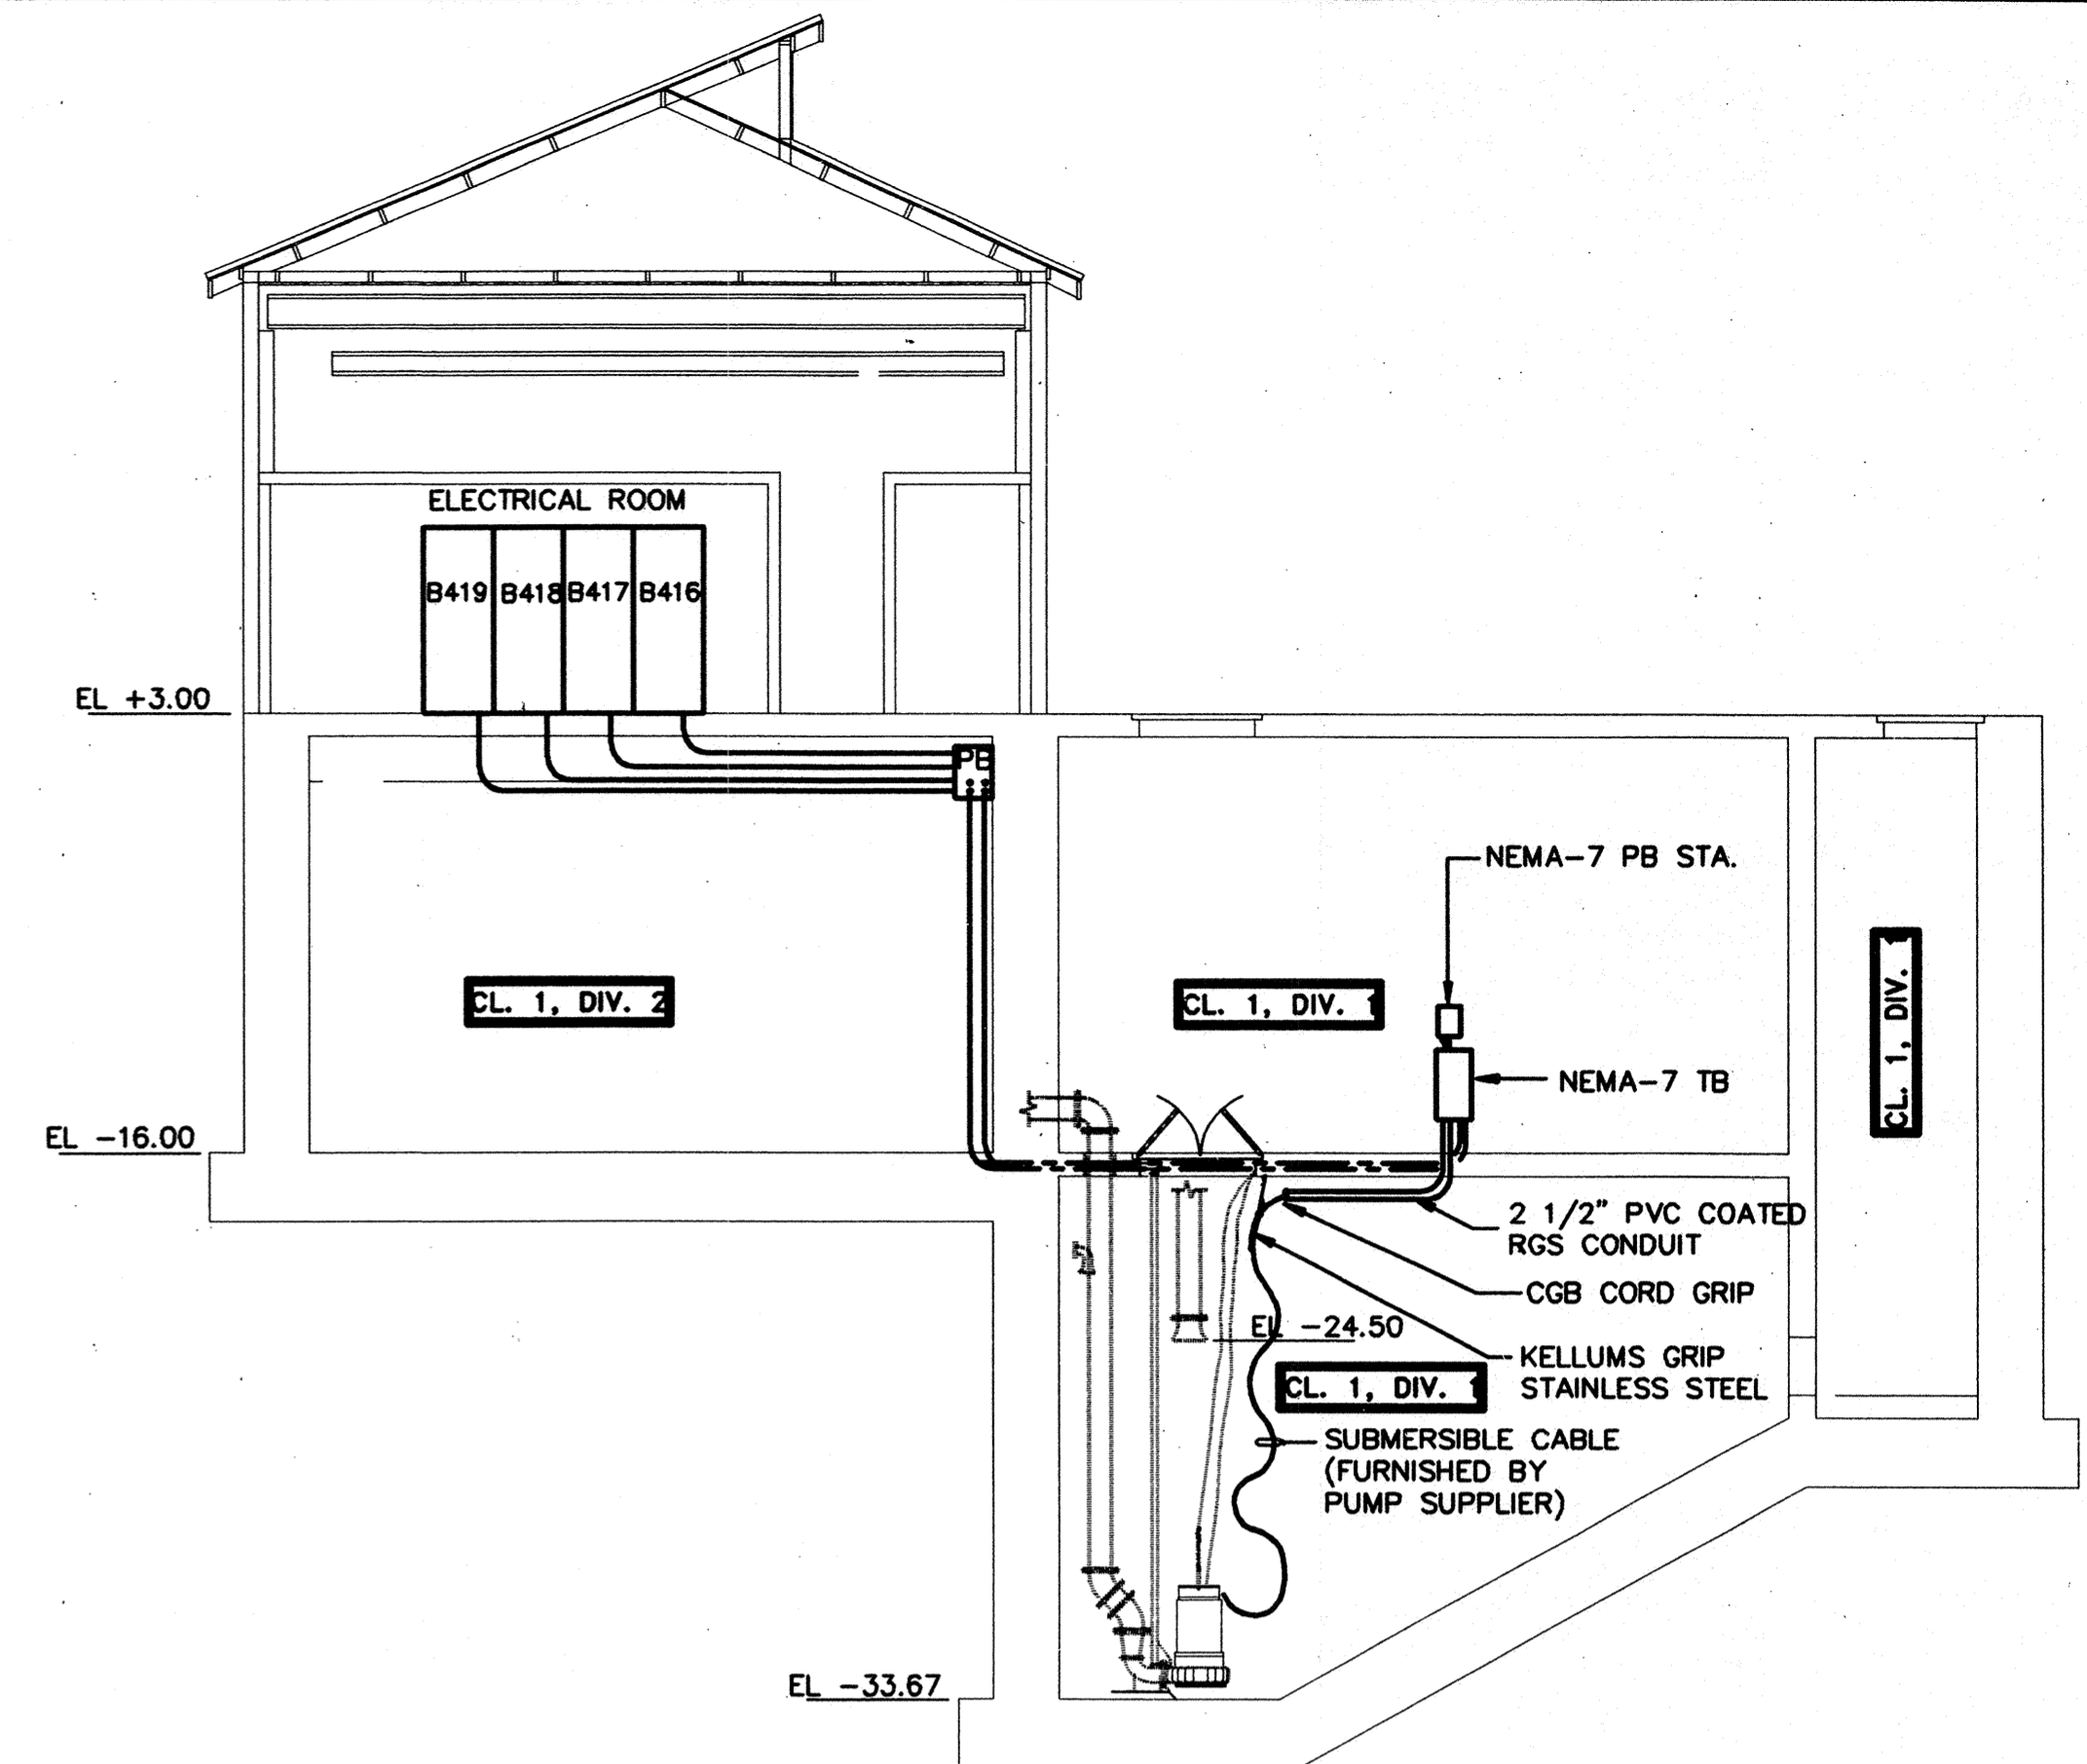 ELECTRICAL ROOM
B419 B418 B417 B416
EL +3.00
PB
NEMA-7 PB STA.
CL. 1, DIV. 2
CL. 1, DIV. 1
CL. 1, DIV. 1
NEMA-7 TB
EL -16.00
2 1/2" PVC COATED
RGS CONDUIT
CGB CORD GRIP
EL -24.50
KELLUMS GRIP
STAINLESS STEEL
CL. 1, DIV. 1
SUBMERSIBLE CABLE
(FURNISHED BY
PUMP SUPPLIER)
EL -33.67